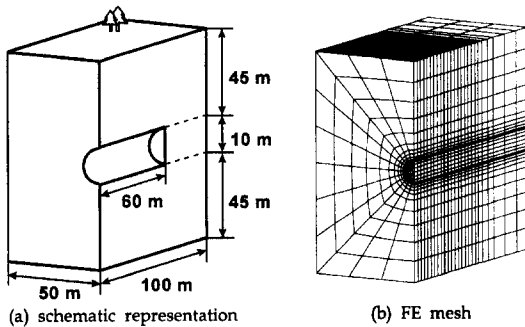 45 m
10 m
60 m
45 m
50 m
100 m
(a) schematic representation
(b) FE mesh